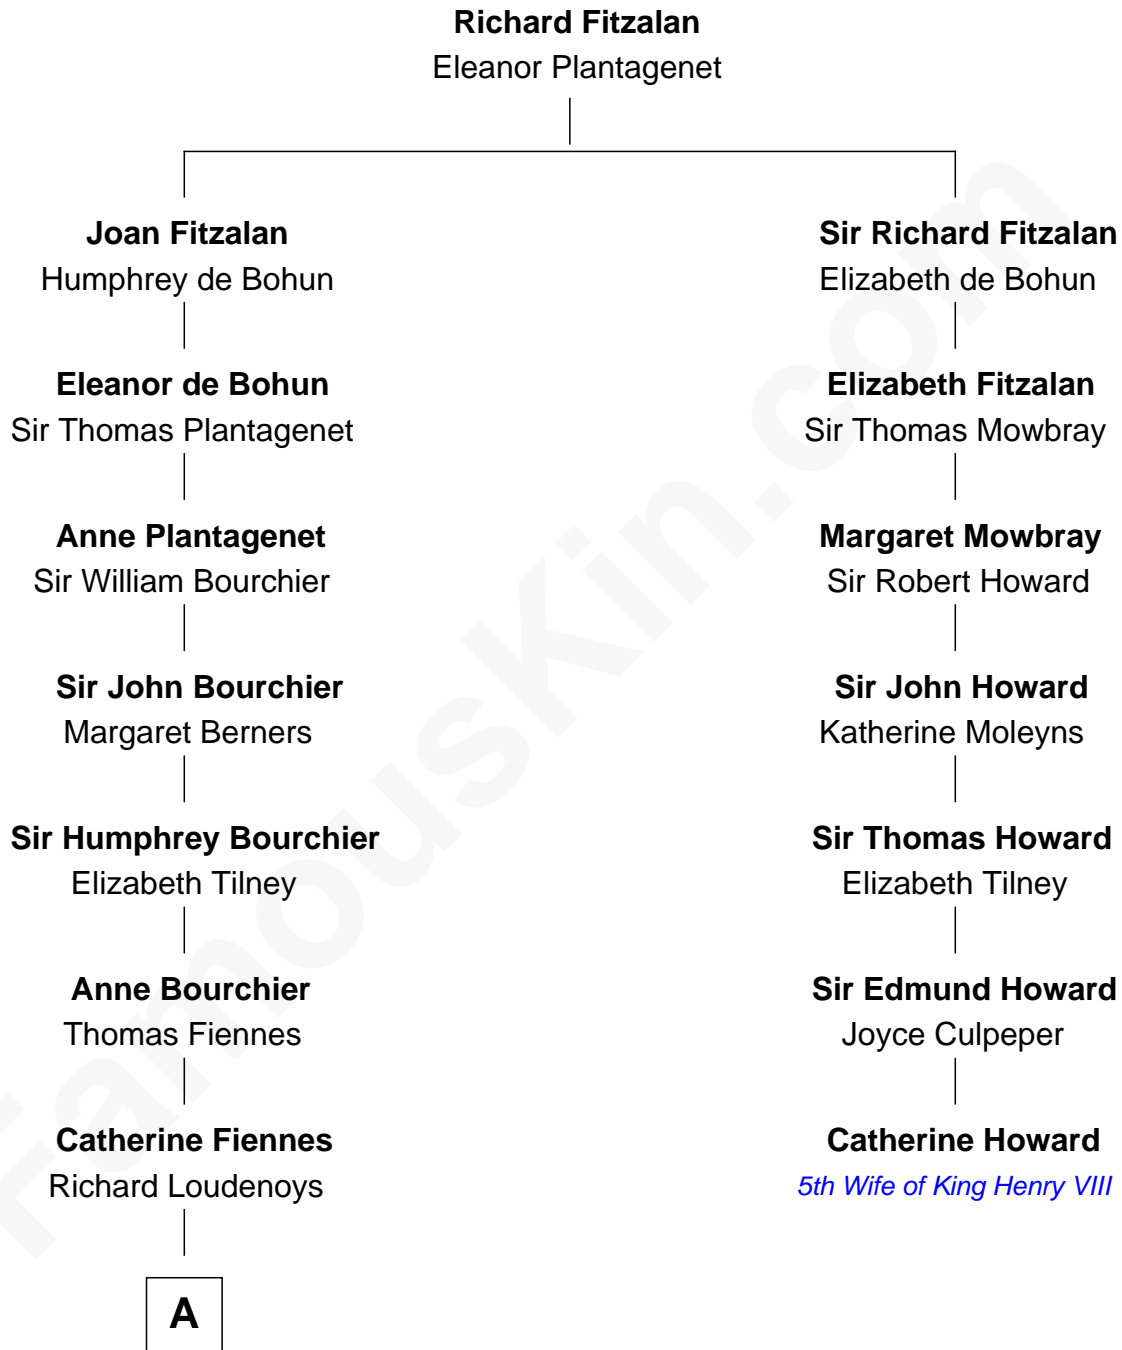 Richard Fitzalan
Eleanor Plantagenet
Joan Fitzalan
Humphrey de Bohun
Sir Richard Fitzalan
Elizabeth de Bohun
Eleanor de Bohun
Sir Thomas Plantagenet
Elizabeth Fitzalan
Sir Thomas Mowbray
Anne Plantagenet
Sir William Bourchier
Margaret Mowbray
Sir Robert Howard
Sir John Bourchier
Margaret Berners
Sir John Howard
Katherine Moleyns
Sir Humphrey Bourchier
Elizabeth Tilney
Sir Thomas Howard
Elizabeth Tilney
Anne Bourchier
Thomas Fiennes
Sir Edmund Howard
Joyce Culpeper
Catherine Fiennes
Richard Loudenoys
Catherine Howard
5th Wife of King Henry VIII
A
FamousKin.com